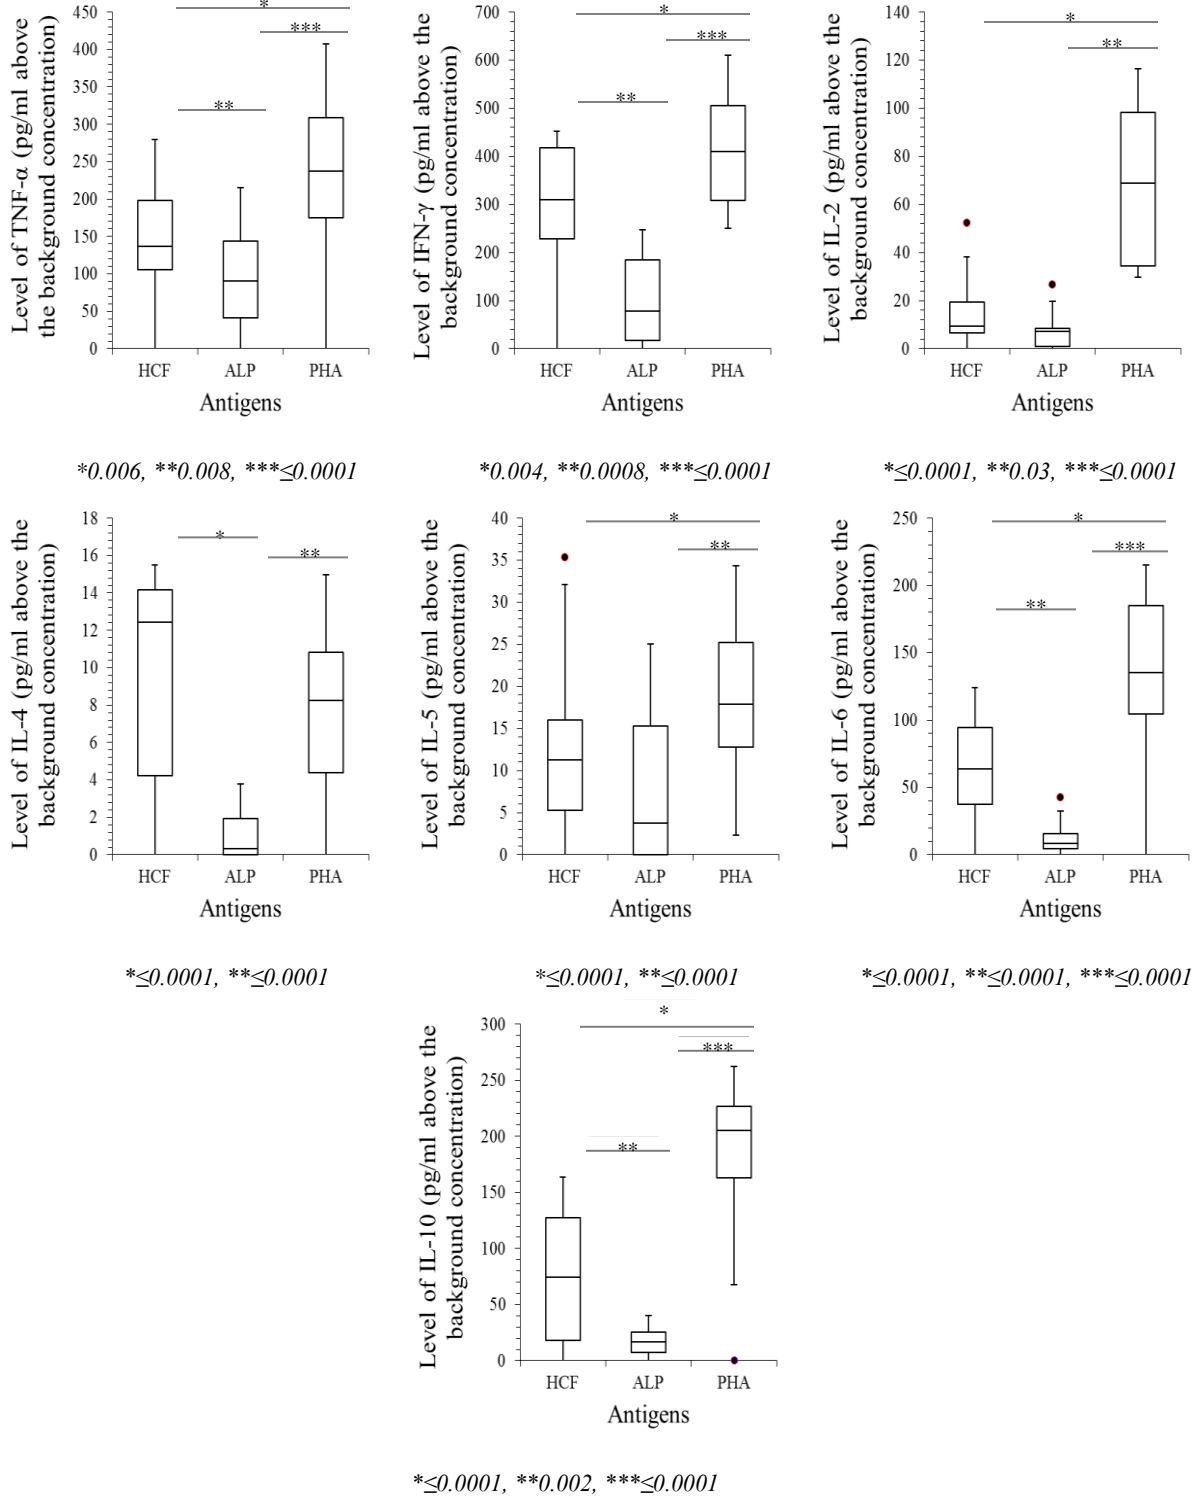 Level of TNF-α (pg/ml above
the background concentration)
450
400
350
300
250
200
150
100
50
0
*
***
**
HCF ALP PHA
Antigens
*0.006, **0.008, ***≤0.0001
Level of IFN-γ (pg/ml above the
background concentration)
700
600
500
400
300
200
100
0
*
***
**
HCF ALP PHA
Antigens
*0.004, **0.0008, ***≤0.0001
Level of IL-2 (pg/ml above the
background concentration)
140
120
100
80
60
40
20
0
*
**
HCF ALP PHA
Antigens
*≤0.0001, **0.03, ***≤0.0001
Level of IL-4 (pg/ml above the
background concentration)
18
16
14
12
10
8
6
4
2
0
*
**
HCF ALP PHA
Antigens
*≤0.0001, **≤0.0001
Level of IL-5 (pg/ml above the
background concentration)
40
35
30
25
20
15
10
5
0
*
**
HCF ALP PHA
Antigens
*≤0.0001, **≤0.0001
Level of IL-6 (pg/ml above the
background concentration)
250
200
150
100
50
0
*
***
**
HCF ALP PHA
Antigens
*≤0.0001, **≤0.0001, ***≤0.0001
Level of IL-10 (pg/ml above the
background concentration)
300
250
200
150
100
50
0
*
***
**
HCF ALP PHA
Antigens
*≤0.0001, **0.002, ***≤0.0001